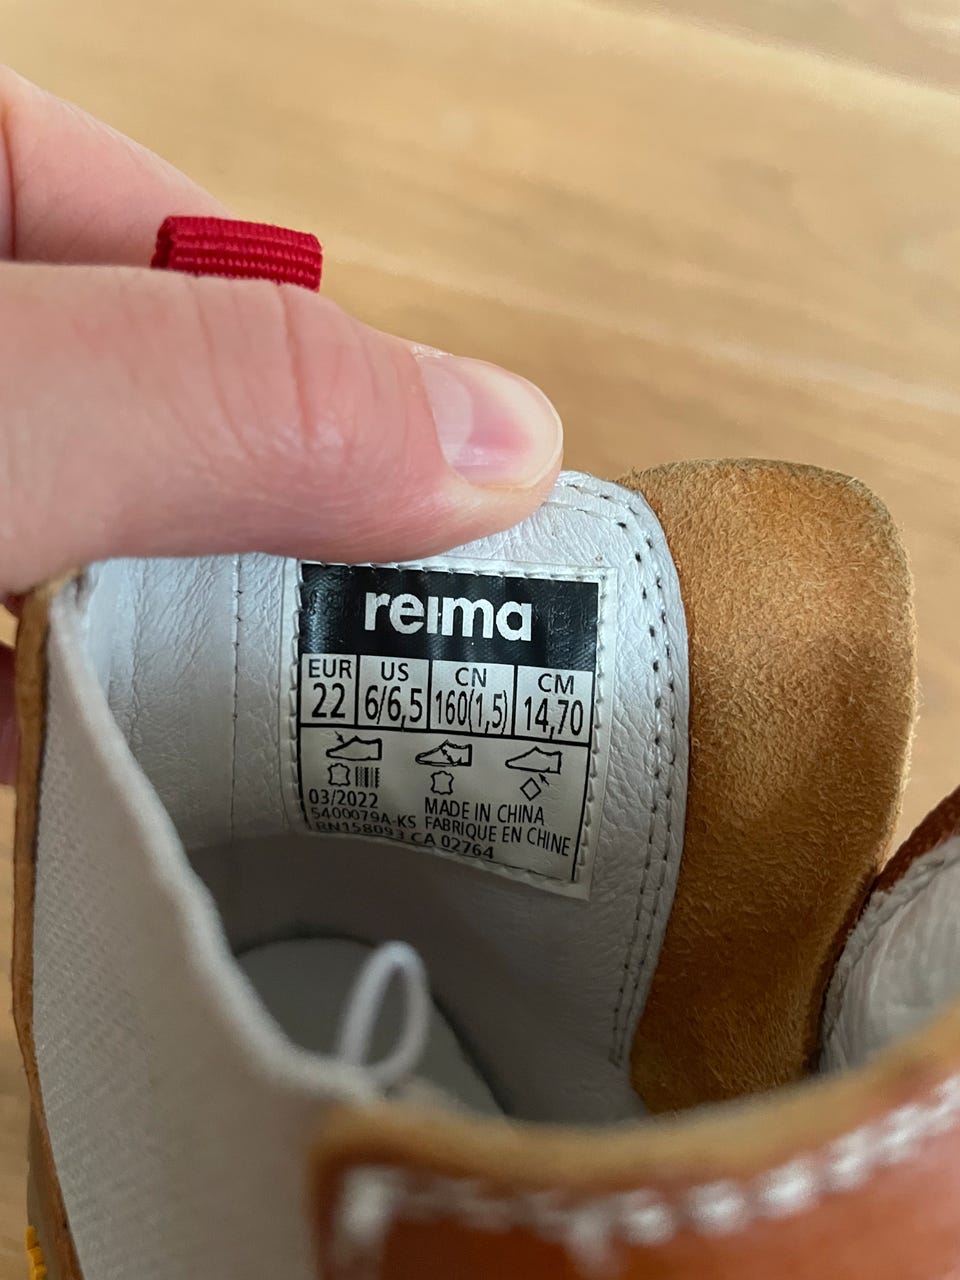 reima
EUR US CN CM
22 6/6,5 160(1,5) 14,70
03/2022
5400079A-K5
RN158093 CA 02764
MADE IN CHINA
FABRIQUE EN CHINE